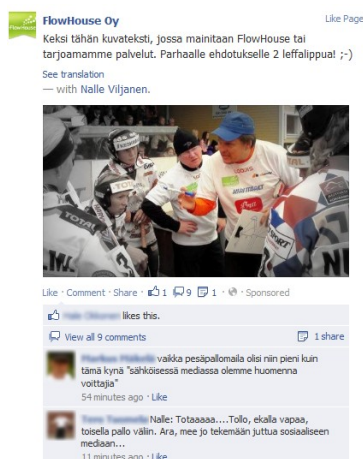 FlowHouse Oy
Like Page
Keksi tähän kuvateksti, jossa mainitaan FlowHouse tai
tarjoamamme palvelut. Parhaalle ehdotukselle 2 leffalippua! ;-)
See translation
— with Nalle Viljanen.
TOTAL
Like · Comment · Share · 1 9 1 · Sponsored
likes this.
View all 9 comments
1 share
vaikka pesäpallomaila olisi niin pieni kuin
tämä kynä "sähköisessä mediassa olemme huomenna
voittajia"
54 minutes ago · Like
Nalle: Totaaaaa....Tollo, ekalla vapaa,
toisella pallo väliin. Ara, mee jo tekemään juttua sosiaaliseen
mediaan...
11 minutes ago · Like